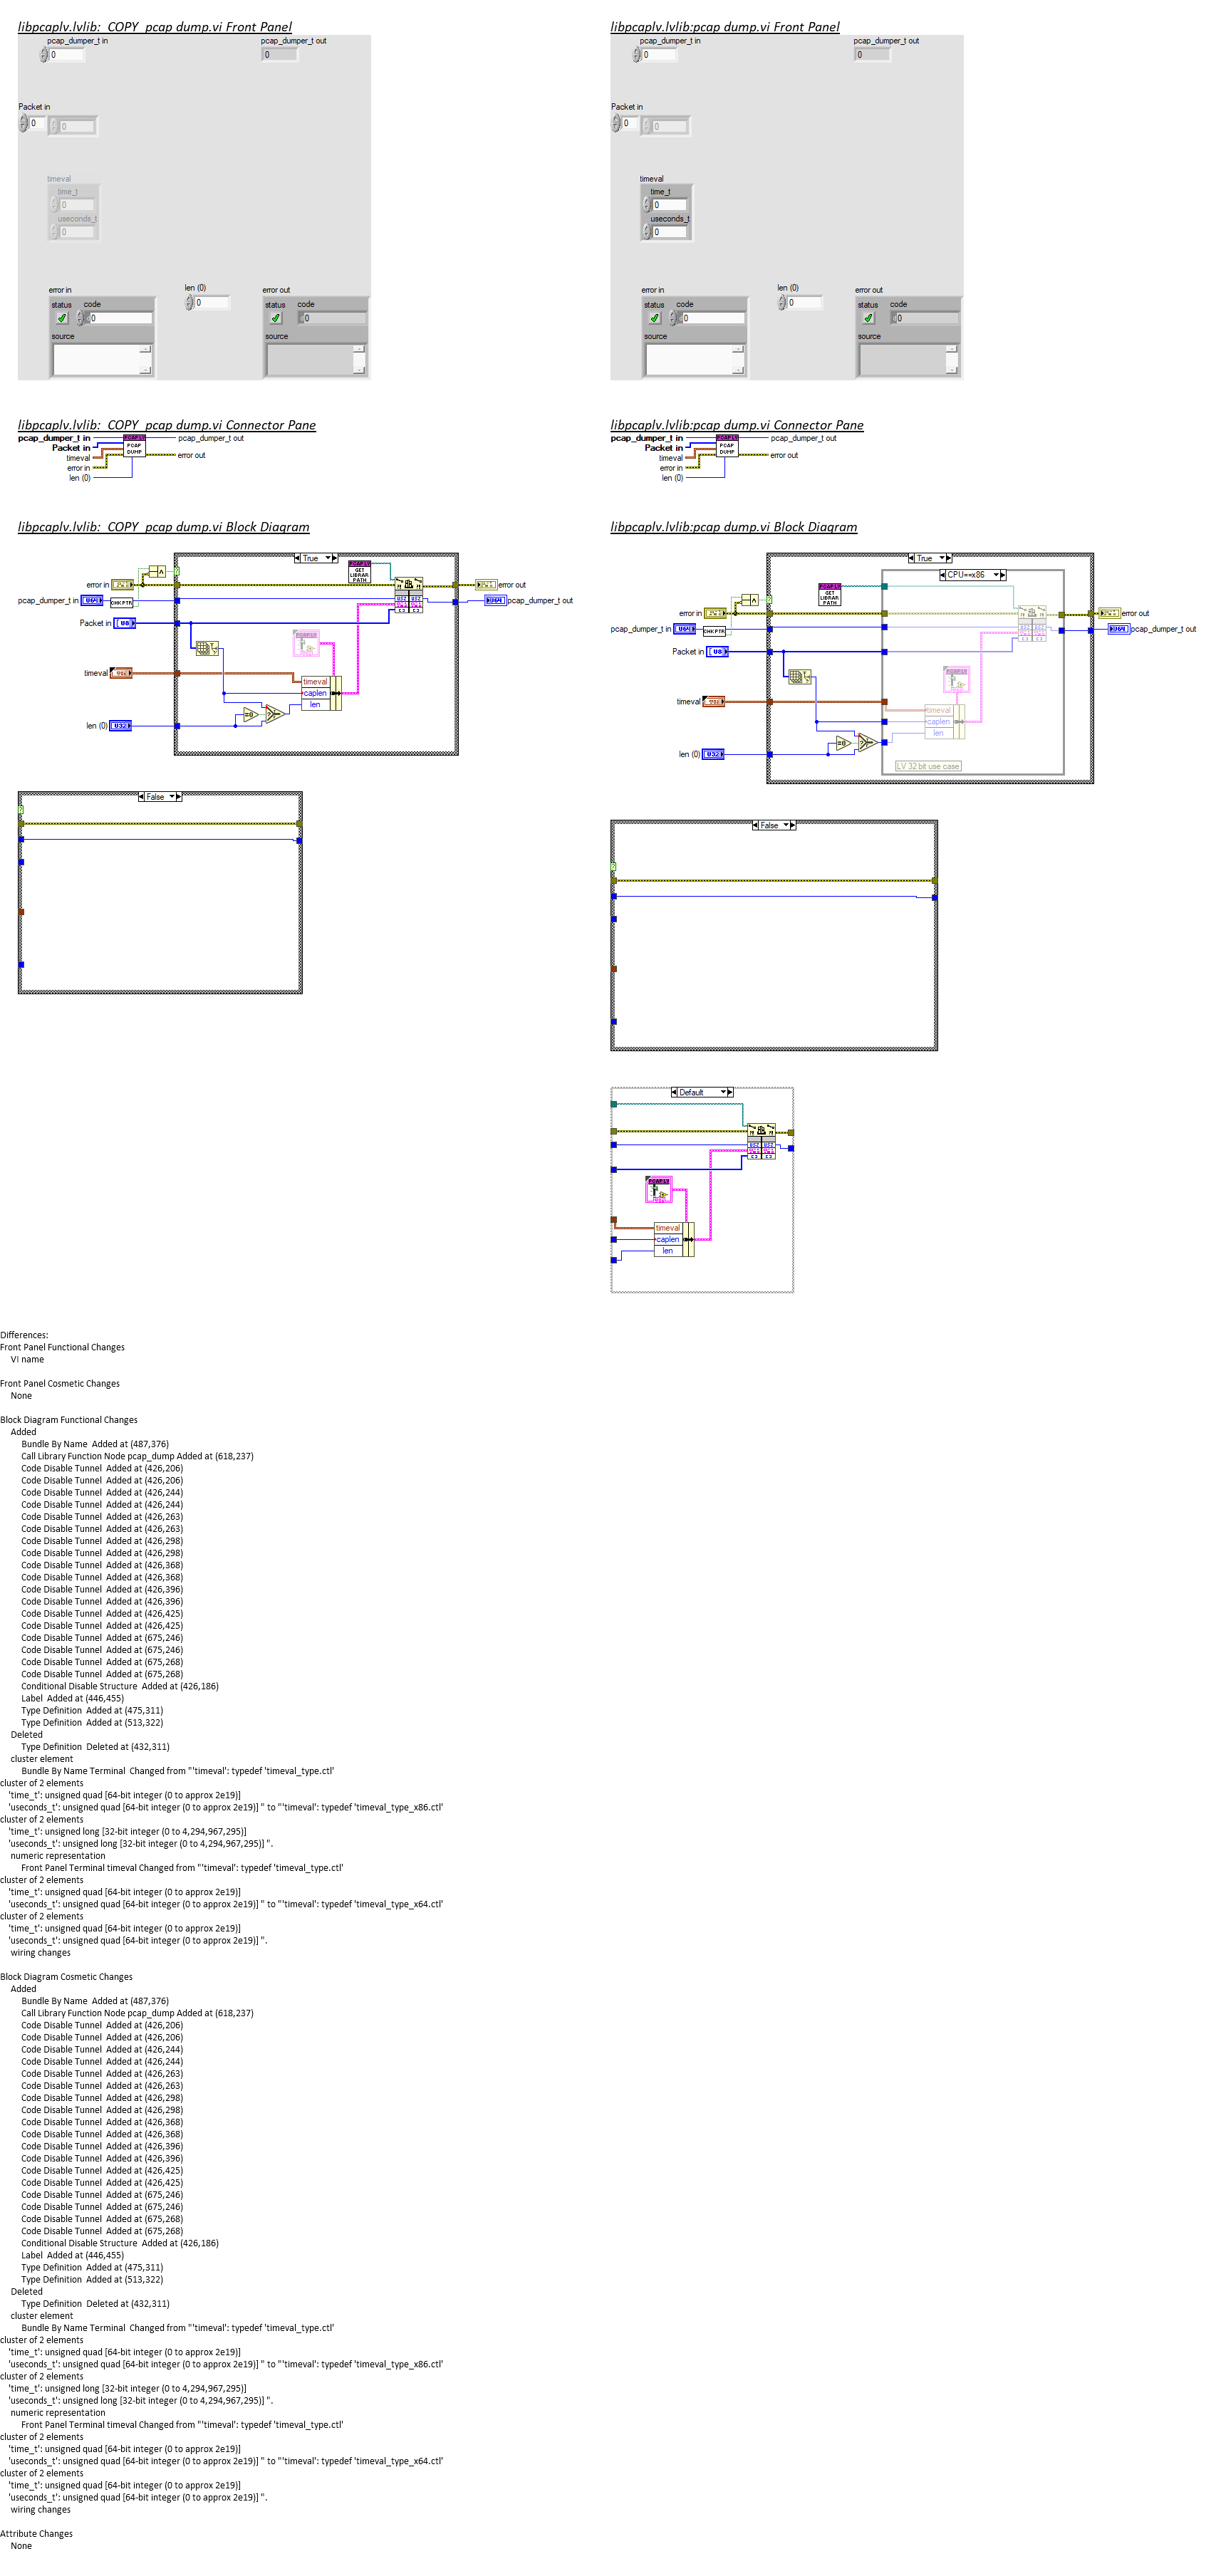 libpcaplv.lvlib:_COPY_pcap dump.vi Front Panel
pcap_dumper_t in
0
pcap_dumper_t out
0
Packet in
0
0
timeval
time_t
0
useconds_t
0
error in
status
code
0
source
len (0)
0
error out
status
code
0
source
libpcaplv.lvlib:pcap dump.vi Front Panel
pcap_dumper_t in
0
pcap_dumper_t out
0
Packet in
0
0
timeval
time_t
0
useconds_t
0
error in
status
code
0
source
len (0)
0
error out
status
code
0
source
libpcaplv.lvlib:_COPY_pcap dump.vi Connector Pane
pcap_dumper_t in
Packet in
timeval
error in
len (0)
PCAPLV
PCAP
DUMP
pcap_dumper_t out
error out
libpcaplv.lvlib:pcap dump.vi Connector Pane
pcap_dumper_t in
Packet in
timeval
error in
len (0)
PCAPLV
PCAP
DUMP
pcap_dumper_t out
error out
libpcaplv.lvlib:_COPY_pcap dump.vi Block Diagram
True
PCAPLV
GET
LIBRAR
PATH
error in
pcap_dumper_t in
U64
CHK PTR
Packet in
U8
timeval
len (0)
U32
timeval
caplen
len
=0
?
error out
U64
pcap_dumper_t out
False
libpcaplv.lvlib:pcap dump.vi Block Diagram
True
CPU==x86
PCAPLV
GET
LIBRAR
PATH
error in
pcap_dumper_t in
U64
CHK PTR
Packet in
U8
timeval
len (0)
U32
timeval
caplen
len
=0
?
LV 32 bit use case
error out
U64
pcap_dumper_t out
False
Default
PCAPLV
timeval
caplen
len
Differences:
Front Panel Functional Changes
VI name
Front Panel Cosmetic Changes
None
Block Diagram Functional Changes
Added
Bundle By Name  Added at (487,376)
Call Library Function Node pcap_dump Added at (618,237)
Code Disable Tunnel  Added at (426,206)
Code Disable Tunnel  Added at (426,206)
Code Disable Tunnel  Added at (426,244)
Code Disable Tunnel  Added at (426,244)
Code Disable Tunnel  Added at (426,263)
Code Disable Tunnel  Added at (426,263)
Code Disable Tunnel  Added at (426,298)
Code Disable Tunnel  Added at (426,298)
Code Disable Tunnel  Added at (426,368)
Code Disable Tunnel  Added at (426,368)
Code Disable Tunnel  Added at (426,396)
Code Disable Tunnel  Added at (426,396)
Code Disable Tunnel  Added at (426,425)
Code Disable Tunnel  Added at (426,425)
Code Disable Tunnel  Added at (675,246)
Code Disable Tunnel  Added at (675,246)
Code Disable Tunnel  Added at (675,268)
Code Disable Tunnel  Added at (675,268)
Conditional Disable Structure  Added at (426,186)
Label  Added at (446,455)
Type Definition  Added at (475,311)
Type Definition  Added at (513,322)
Deleted
Type Definition  Deleted at (432,311)
cluster element
Bundle By Name Terminal  Changed from "'timeval': typedef 'timeval_type.ctl'
cluster of 2 elements
'time_t': unsigned quad [64-bit integer (0 to approx 2e19)]
'useconds_t': unsigned quad [64-bit integer (0 to approx 2e19)] " to "'timeval': typedef 'timeval_type_x86.ctl'
cluster of 2 elements
'time_t': unsigned long [32-bit integer (0 to 4,294,967,295)]
'useconds_t': unsigned long [32-bit integer (0 to 4,294,967,295)] ".
numeric representation
Front Panel Terminal timeval Changed from "'timeval': typedef 'timeval_type.ctl'
cluster of 2 elements
'time_t': unsigned quad [64-bit integer (0 to approx 2e19)]
'useconds_t': unsigned quad [64-bit integer (0 to approx 2e19)] " to "'timeval': typedef 'timeval_type_x64.ctl'
cluster of 2 elements
'time_t': unsigned quad [64-bit integer (0 to approx 2e19)]
'useconds_t': unsigned quad [64-bit integer (0 to approx 2e19)] ".
wiring changes
Block Diagram Cosmetic Changes
Added
Bundle By Name  Added at (487,376)
Call Library Function Node pcap_dump Added at (618,237)
Code Disable Tunnel  Added at (426,206)
Code Disable Tunnel  Added at (426,206)
Code Disable Tunnel  Added at (426,244)
Code Disable Tunnel  Added at (426,244)
Code Disable Tunnel  Added at (426,263)
Code Disable Tunnel  Added at (426,263)
Code Disable Tunnel  Added at (426,298)
Code Disable Tunnel  Added at (426,298)
Code Disable Tunnel  Added at (426,368)
Code Disable Tunnel  Added at (426,368)
Code Disable Tunnel  Added at (426,396)
Code Disable Tunnel  Added at (426,396)
Code Disable Tunnel  Added at (426,425)
Code Disable Tunnel  Added at (426,425)
Code Disable Tunnel  Added at (675,246)
Code Disable Tunnel  Added at (675,246)
Code Disable Tunnel  Added at (675,268)
Code Disable Tunnel  Added at (675,268)
Conditional Disable Structure  Added at (426,186)
Label  Added at (446,455)
Type Definition  Added at (475,311)
Type Definition  Added at (513,322)
Deleted
Type Definition  Deleted at (432,311)
cluster element
Bundle By Name Terminal  Changed from "'timeval': typedef 'timeval_type.ctl'
cluster of 2 elements
'time_t': unsigned quad [64-bit integer (0 to approx 2e19)]
'useconds_t': unsigned quad [64-bit integer (0 to approx 2e19)] " to "'timeval': typedef 'timeval_type_x86.ctl'
cluster of 2 elements
'time_t': unsigned long [32-bit integer (0 to 4,294,967,295)]
'useconds_t': unsigned long [32-bit integer (0 to 4,294,967,295)] ".
numeric representation
Front Panel Terminal timeval Changed from "'timeval': typedef 'timeval_type.ctl'
cluster of 2 elements
'time_t': unsigned quad [64-bit integer (0 to approx 2e19)]
'useconds_t': unsigned quad [64-bit integer (0 to approx 2e19)] " to "'timeval': typedef 'timeval_type_x64.ctl'
cluster of 2 elements
'time_t': unsigned quad [64-bit integer (0 to approx 2e19)]
'useconds_t': unsigned quad [64-bit integer (0 to approx 2e19)] ".
wiring changes
Attribute Changes
None